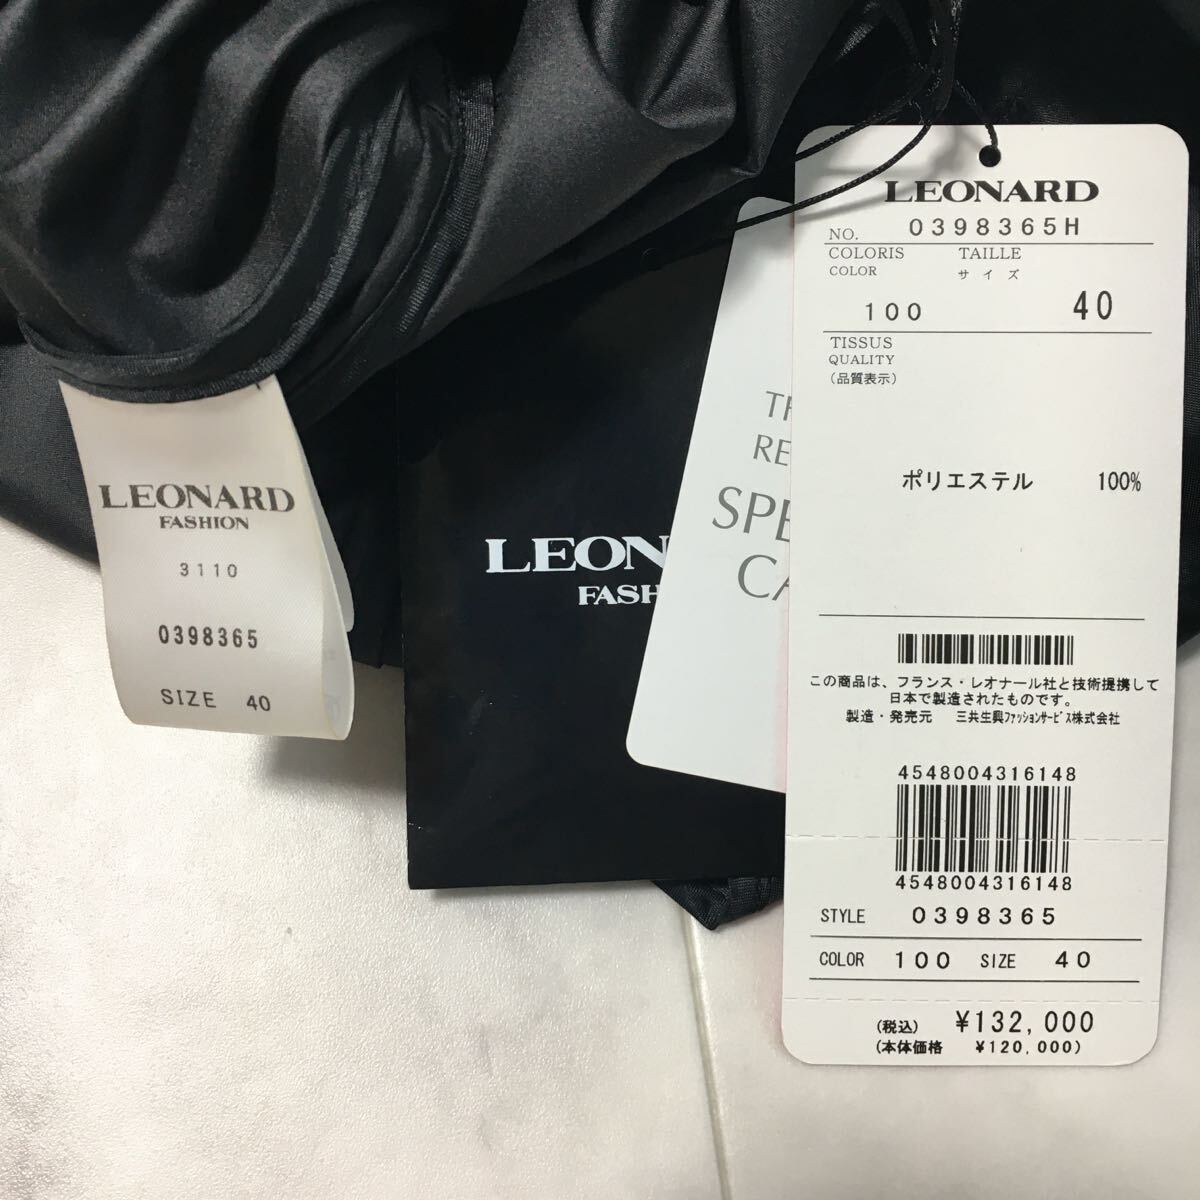 LEONARD
FASHION
3110
0398365
SIZE 40
LEON
FASH
RE
SPE
LEONARD
NO. 0398365H
COLORIS TAILLE
COLOR サイズ
100 40
TISSUS
QUALITY
(品質表示)
ポリエステル 100%
この商品は、フランス・レオナール社と技術提携して
日本で製造されたものです。
製造・発売元 三共生興ファッションサービス株式会社
4548004316148
4548004316148
STYLE 0398365
COLOR 100 SIZE 40
(税込) ¥132,000
(本体価格 ¥120,000)